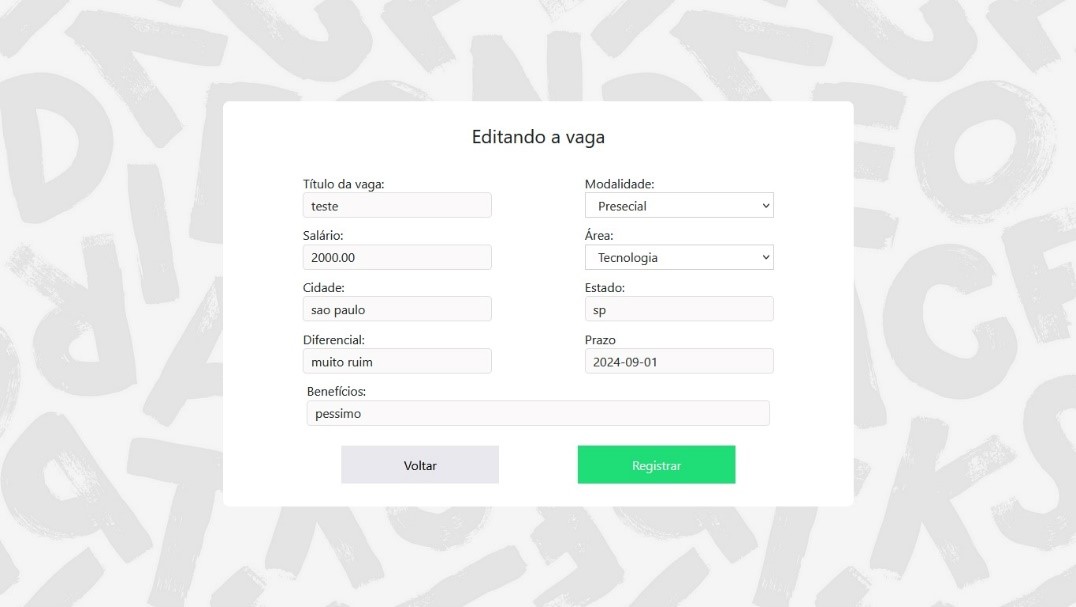 Editando a vaga
Título da vaga:
Modalidade:
teste
Presecial
Salário:
Área:
2000.00
Tecnologia
Cidade:
Estado:
sao paulo
sp
Diferencial:
Prazo
muito ruim
2024-09-01
Benefícios:
pessimo
Voltar
Registrar